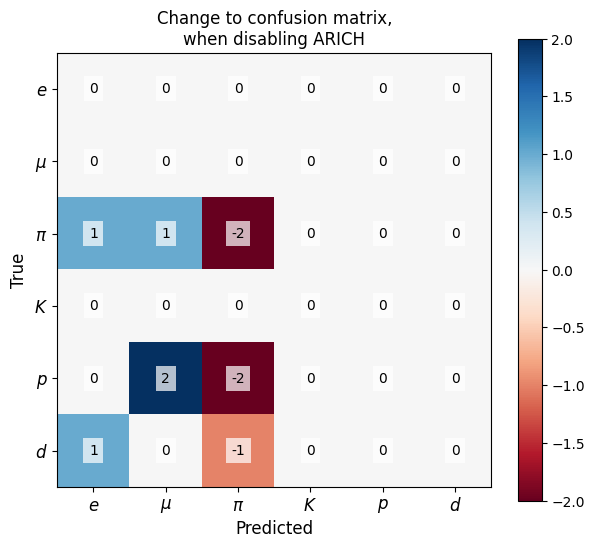 Change to confusion matrix,
when disabling ARICH
True
e 0 0 0 0 0 0
μ 0 0 0 0 0 0
π 1 1 -2 0 0 0
K 0 0 0 0 0 0
p 0 2 -2 0 0 0
d 1 0 -1 0 0 0
e μ π K p d
Predicted
2.0
1.5
1.0
0.5
0.0
−0.5
−1.0
−1.5
−2.0